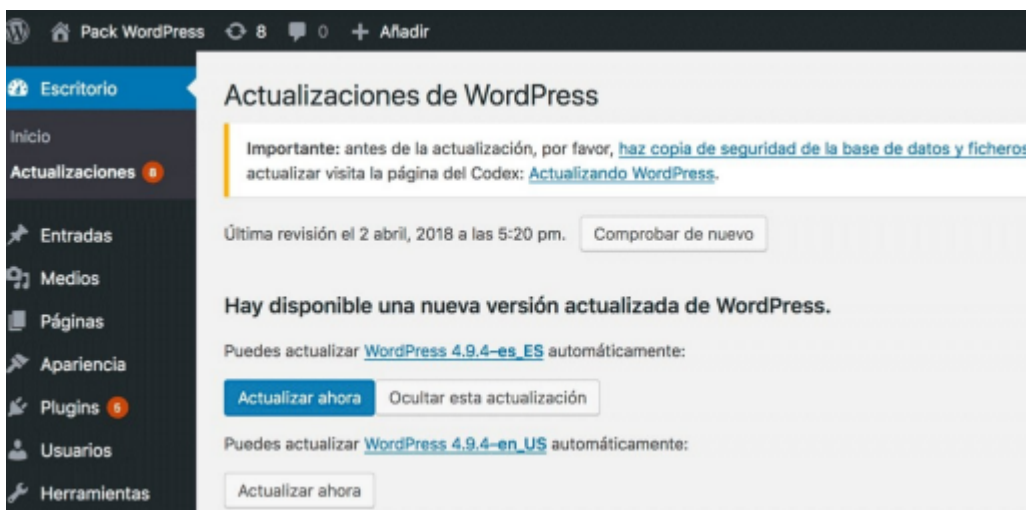 Pack WordPress 8 0 + Añadir
Escritorio
Inicio
Actualizaciones 8
Entradas
Medios
Páginas
Apariencia
Plugins 6
Usuarios
Herramientas
Actualizaciones de WordPress
Importante: antes de la actualización, por favor, haz copia de seguridad de la base de datos y ficheros
actualizar visita la página del Codex: Actualizando WordPress.
Última revisión el 2 abril, 2018 a las 5:20 pm. Comprobar de nuevo
Hay disponible una nueva versión actualizada de WordPress.
Puedes actualizar WordPress 4.9.4–es_ES automáticamente:
Actualizar ahora Ocultar esta actualización
Puedes actualizar WordPress 4.9.4–en_US automáticamente:
Actualizar ahora